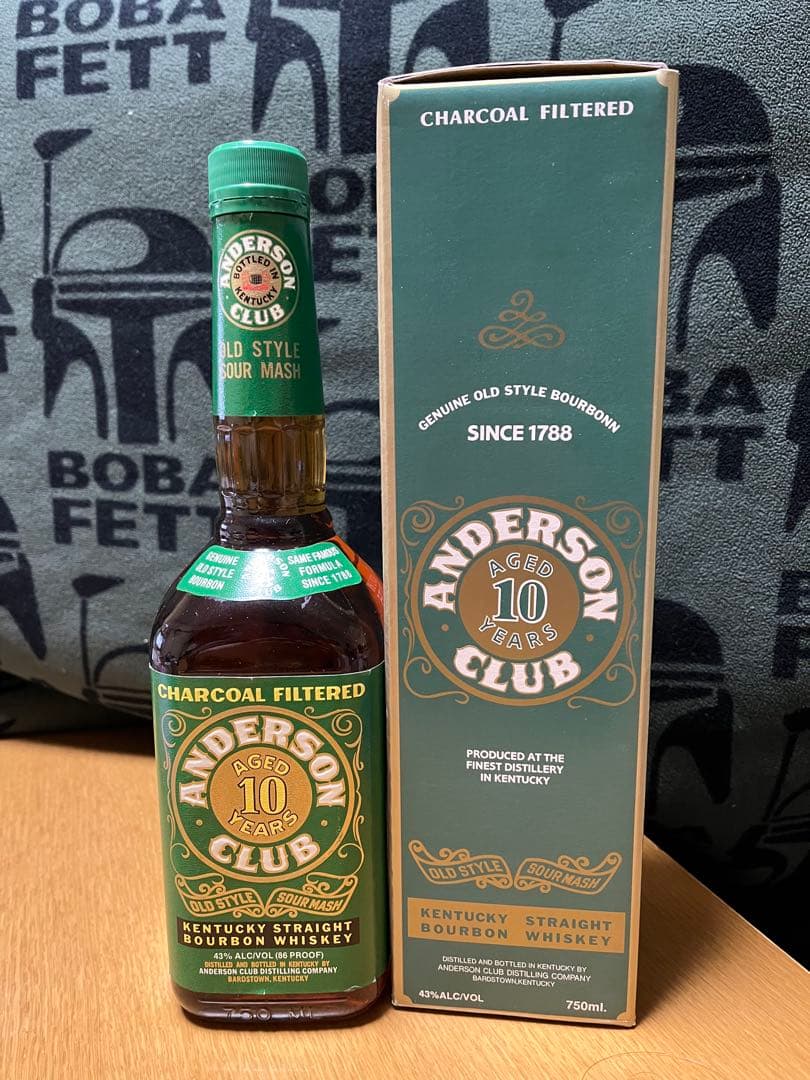 BOBA
FETT
BOBA
FETT
BOBA
FETT
ANDERSON
BOTTLED IN
KENTUCKY
CLUB
OLD STYLE
SOUR MASH
GENUINE
OLD STYLE
BOURBON
SAME FAMOUS
FORMULA
SINCE 1788
CHARCOAL FILTERED
ANDERSON
AGED
10
YEARS
CLUB
OLD STYLE SOUR MASH
KENTUCKY STRAIGHT
BOURBON WHISKEY
43% ALC/VOL (86 PROOF)
DISTILLED AND BOTTLED IN KENTUCKY BY
ANDERSON CLUB DISTILLING COMPANY
BARDSTOWN, KENTUCKY
750 ML
CHARCOAL FILTERED
GENUINE OLD STYLE BOURBONN
SINCE 1788
ANDERSON
AGED
10
YEARS
CLUB
PRODUCED AT THE
FINEST DISTILLERY
IN KENTUCKY
OLD STYLE SOUR MASH
KENTUCKY STRAIGHT
BOURBON WHISKEY
DISTILLED AND BOTTLED IN KENTUCKY BY
ANDERSON CLUB DISTILLING COMPANY
BARDSTOWN,KENTUCKY
43%ALC/VOL 750ml.